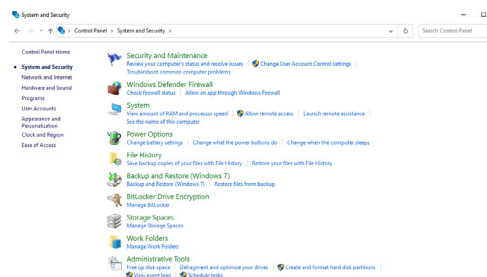 System and Security
Control Panel > System and Security >
Search Control Panel
Control Panel Home
System and Security
Network and Internet
Hardware and Sound
Programs
User Accounts
Appearance and
Personalization
Clock and Region
Ease of Access
Security and Maintenance
Review your computer's status and resolve issues | Change User Account Control settings |
Troubleshoot common computer problems
Windows Defender Firewall
Check firewall status | Allow an app through Windows Firewall
System
View amount of RAM and processor speed | Allow remote access | Launch remote assistance |
See the name of this computer
Power Options
Change battery settings | Change what the power buttons do | Change when the computer sleeps
File History
Save backup copies of your files with File History | Restore your files with File History
Backup and Restore (Windows 7)
Backup and Restore (Windows 7) | Restore files from backup
BitLocker Drive Encryption
Manage BitLocker
Storage Spaces
Manage Storage Spaces
Work Folders
Manage Work Folders
Administrative Tools
Free up disk space | Defragment and optimize your drives | Create and format hard disk partitions |
View event logs | Schedule tasks